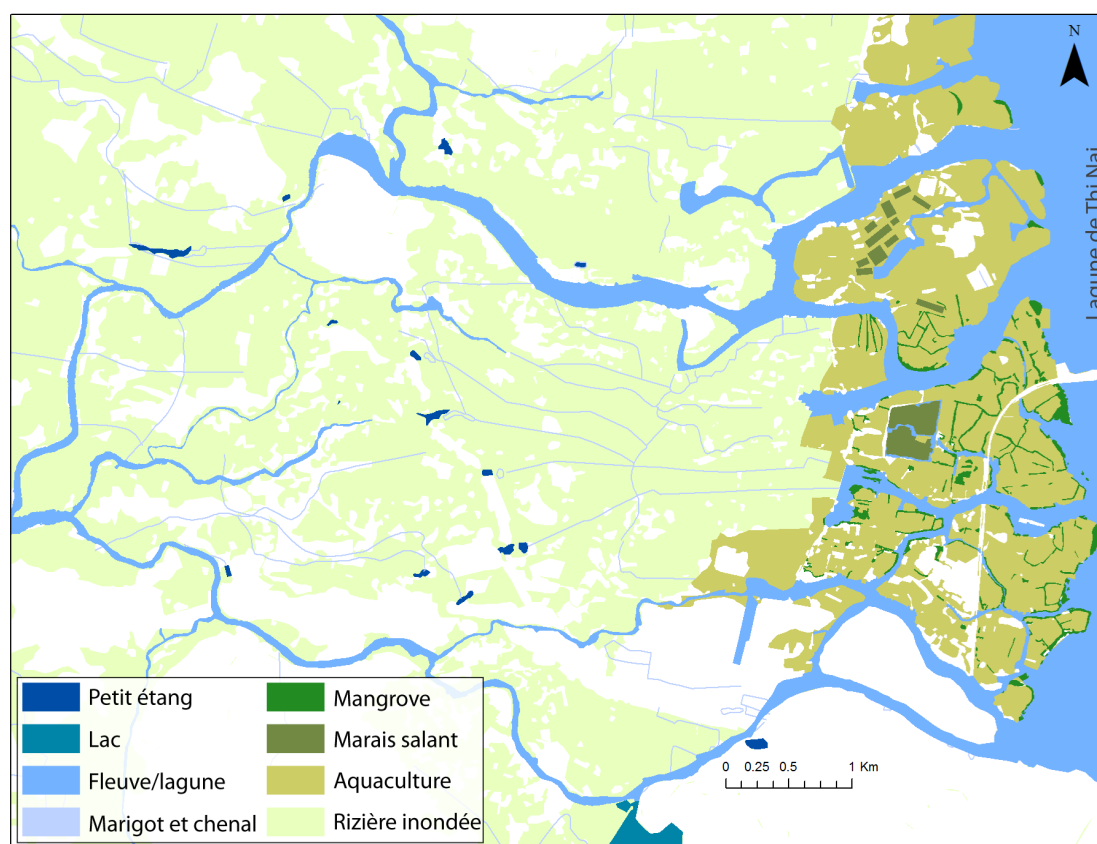 N
Lagune de Thi Nai
Petit étang
Lac
Fleuve/lagune
Marigot et chenal
Mangrove
Marais salant
Aquaculture
Rizière inondée
0 0.25 0.5 1 Km